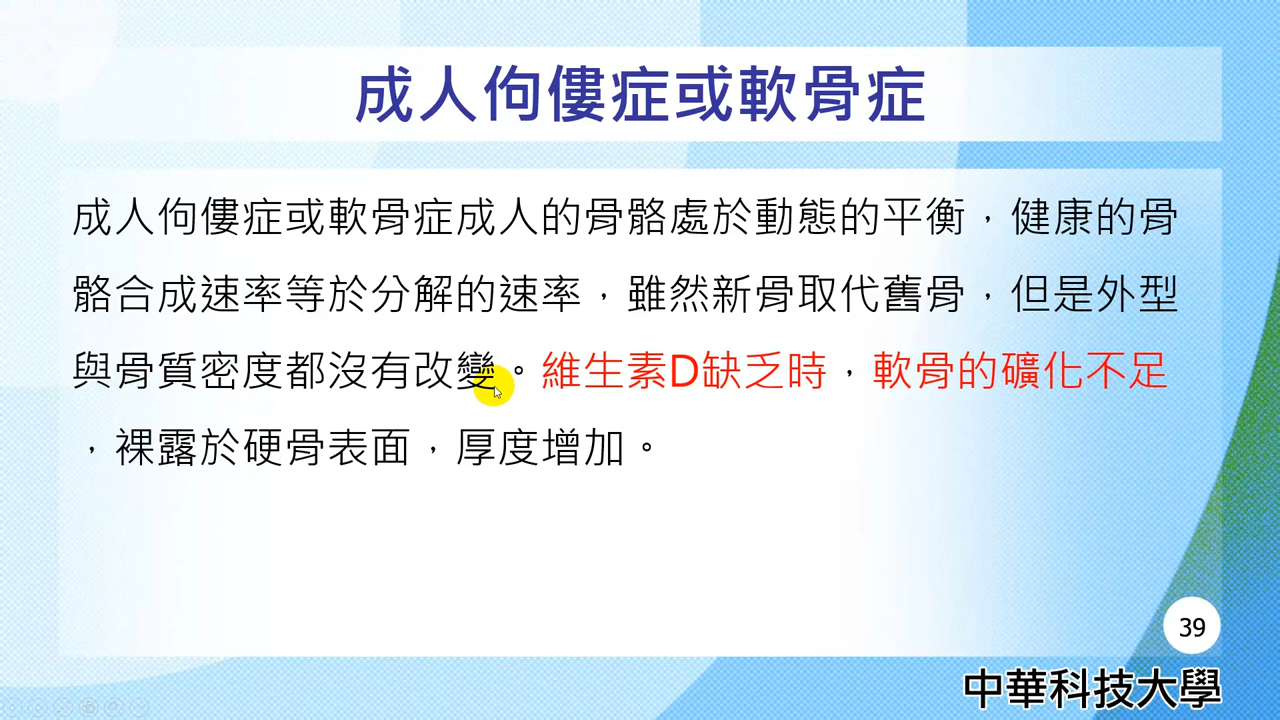 成人佝僂症或軟骨症
成人佝僂症或軟骨症成人的骨骼處於動態的平衡，健康的骨
骼合成速率等於分解的速率，雖然新骨取代舊骨，但是外型
與骨質密度都沒有改變。維生素D缺乏時，軟骨的礦化不足
，裸露於硬骨表面，厚度增加。
39
中華科技大學